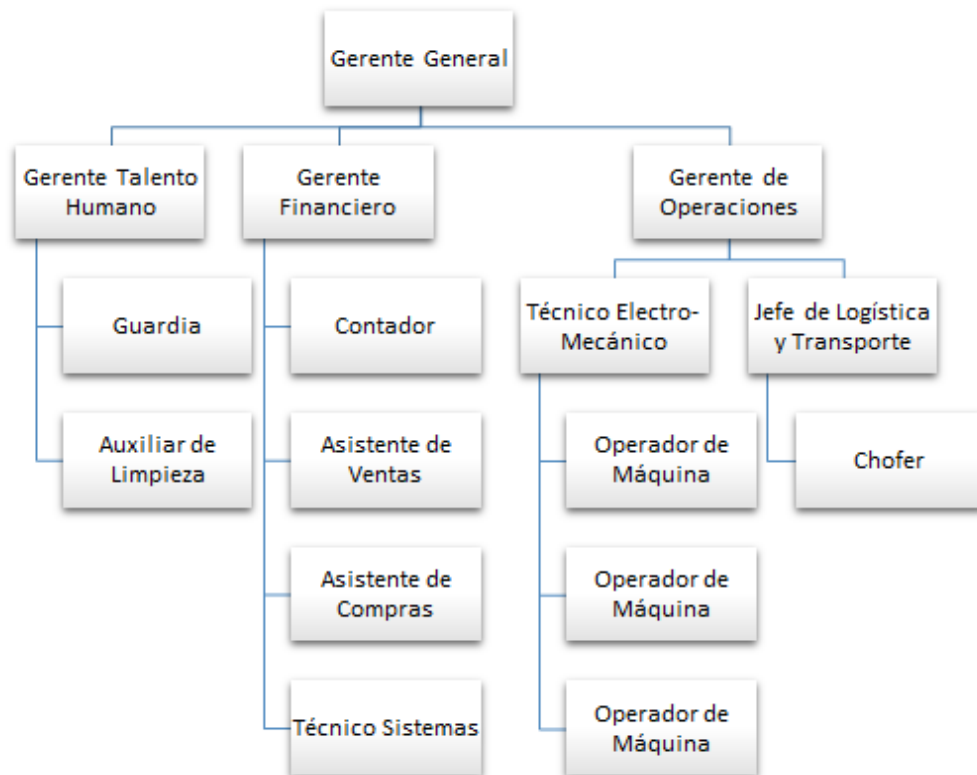 Gerente General
Gerente Talento
Humano
Gerente
Financiero
Gerente de
Operaciones
Guardia
Contador
Técnico Electro-
Mecánico
Jefe de Logística
y Transporte
Auxiliar de
Limpieza
Asistente de
Ventas
Operador de
Máquina
Chofer
Asistente de
Compras
Operador de
Máquina
Técnico Sistemas
Operador de
Máquina